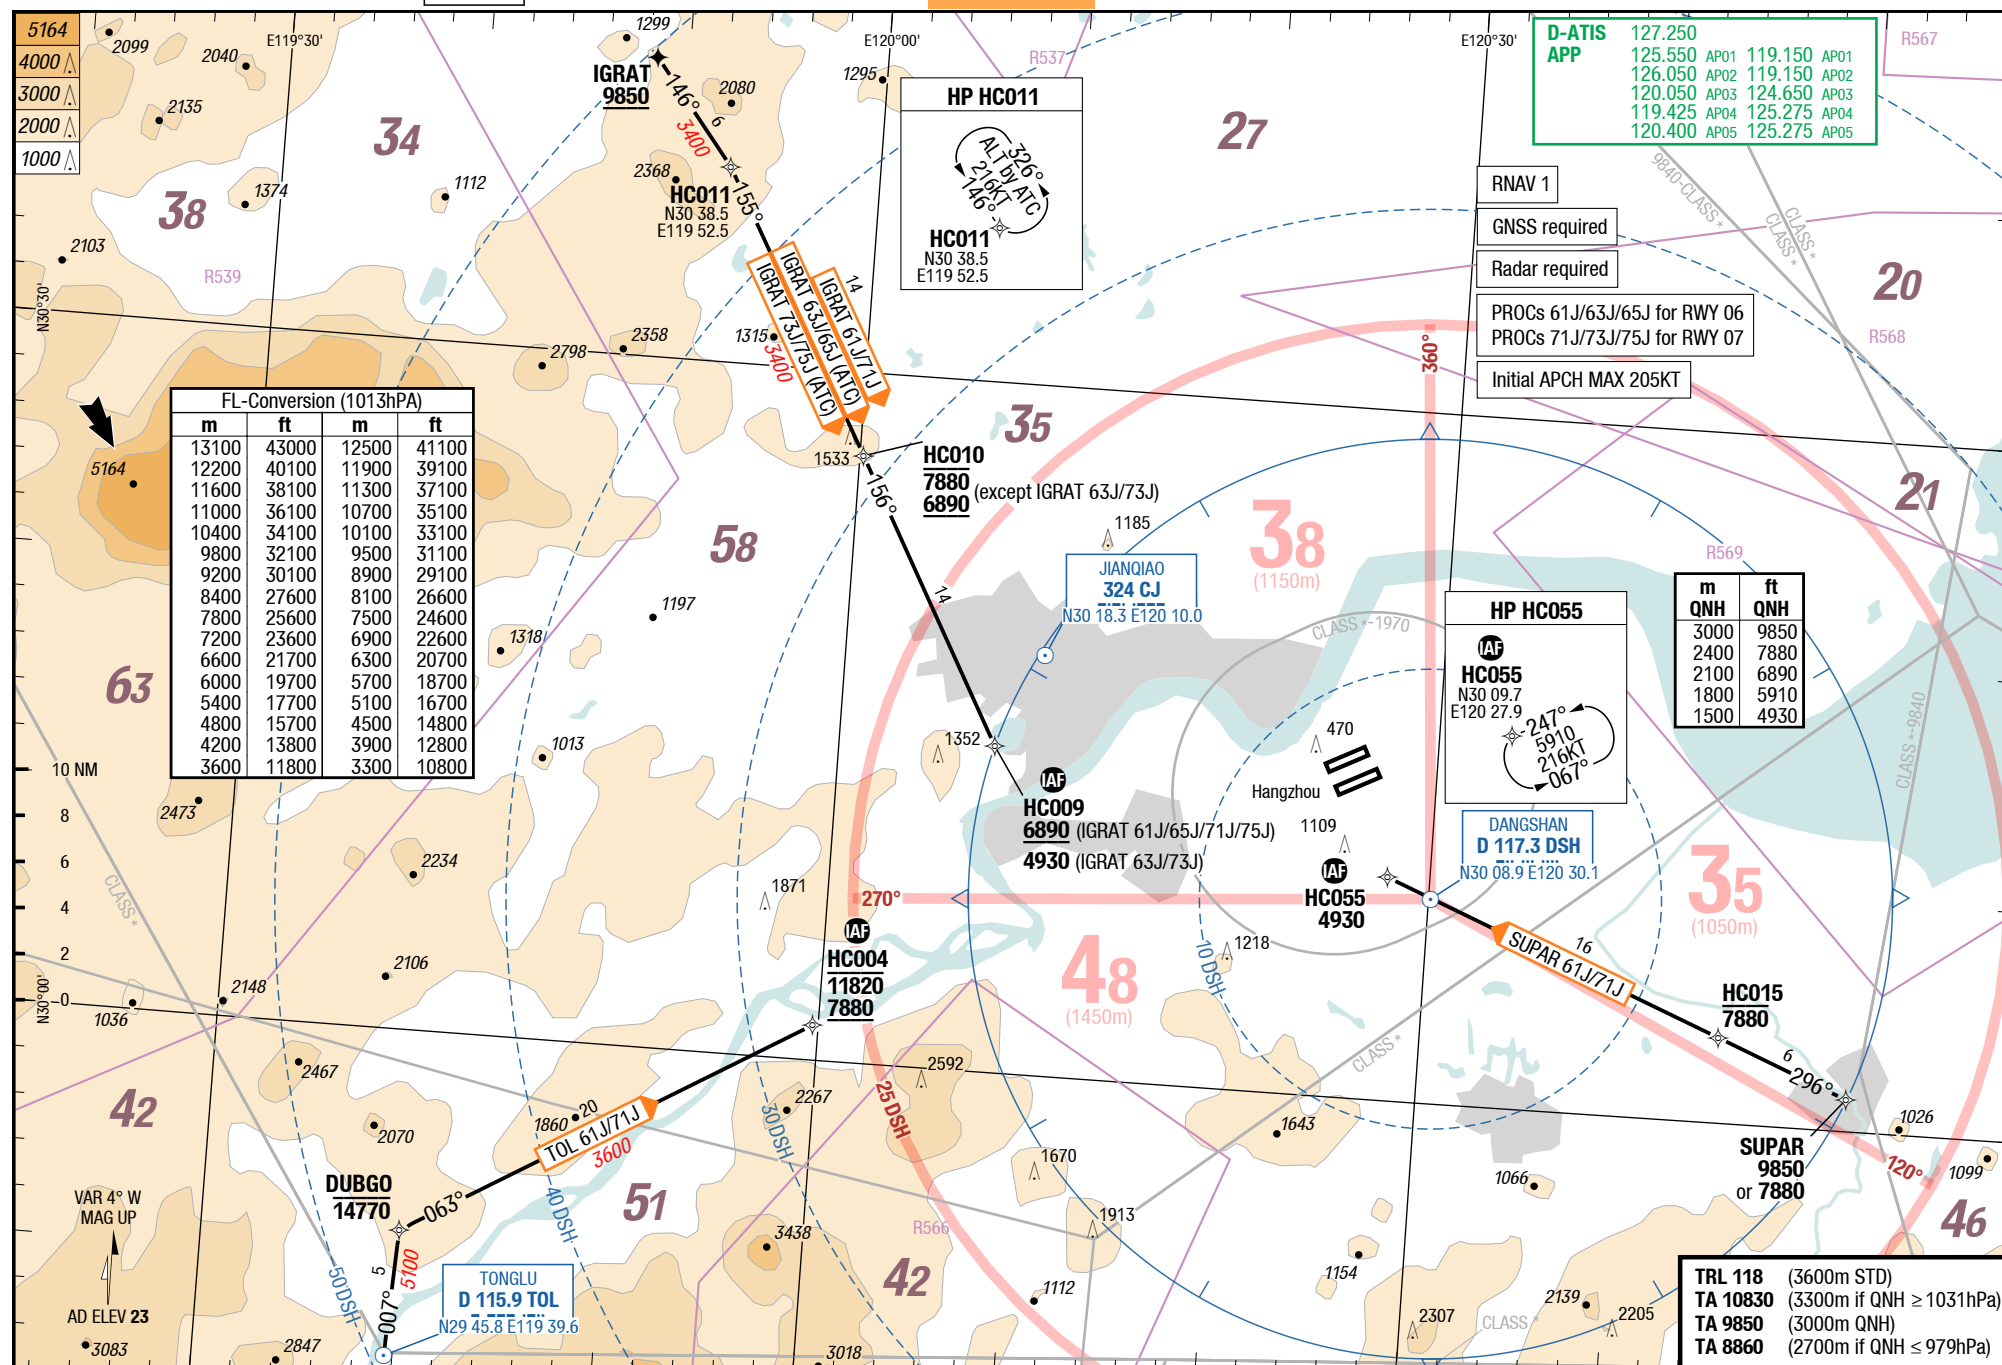 5164
4000
3000
2000
1000
2099
2040
2135
1374
1112
2103
E119°30'
E120°00'
E120°30'
N30°30'
N30°00'
34
38
R539
1299
IGRAT
9850
146°
6
3400
2080
2368
HC011
N30 38.5
E119 52.5
155°
1295
R537
HP HC011
326°
ALT by ATC
216KT
146°
HC011
N30 38.5
E119 52.5
27
D-ATIS 127.250
APP 125.550 AP01 119.150 AP01
126.050 AP02 119.150 AP02
120.050 AP03 124.650 AP03
119.425 AP04 125.275 AP04
120.400 AP05 125.275 AP05
R567
9840-CLASS *
CLASS *
CLASS *
20
R568
RNAV 1
GNSS required
Radar required
PROCs 61J/63J/65J for RWY 06
PROCs 71J/73J/75J for RWY 07
Initial APCH MAX 205KT
14
IGRAT 61J/71J
IGRAT 63J/65J (ATC)
IGRAT 73J/75J (ATC)
1315
3400
2358
2798
5164
FL-Conversion (1013hPA)
m ft m ft
13100 43000 12500 41100
12200 40100 11900 39100
11600 38100 11300 37100
11000 36100 10700 35100
10400 34100 10100 33100
9800 32100 9500 31100
9200 30100 8900 29100
8400 27600 8100 26600
7800 25600 7500 24600
7200 23600 6900 22600
6600 21700 6300 20700
6000 19700 5700 18700
5400 17700 5100 16700
4800 15700 4500 14800
4200 13800 3900 12800
3600 11800 3300 10800
35
1533
HC010
7880
6890
(except IGRAT 63J/73J)
156°
58
14
360°
21
38
(1150m)
1185
JIANQIAO
324 CJ
N30 18.3 E120 10.0
R569
CLASS *-1970
m ft
QNH QNH
3000 9850
2400 7880
2100 6890
1800 5910
1500 4930
HP HC055
IAF
HC055
N30 09.7
E120 27.9
247°
5910
216KT
067°
CLASS *-9840
1197
1318
63
1013
10 NM
8
6
4
2
0
2473
2234
1352
IAF
HC009
6890 (IGRAT 61J/65J/71J/75J)
4930 (IGRAT 63J/73J)
470
Hangzhou
1109
IAF
HC055
4930
DANGSHAN
D 117.3 DSH
N30 08.9 E120 30.1
35
(1050m)
CLASS *
1871
270°
IAF
HC004
11820
7880
2106
2148
1036
1218
10 DSH
48
(1450m)
SUPAR 61J/71J
16
HC015
7880
6
296°
SUPAR
9850
or 7880
120°
1026
1099
46
2467
42
2070
1860
20
TOL 61J/71J
3600
2267
30 DSH
25 DSH
2592
CLASS *
1643
1066
1670
1913
DUBGO
14770
063°
51
40 DSH
R566
3438
42
1112
1154
VAR 4° W
MAG UP
AD ELEV 23
3083
2847
50 DSH
5
5100
007°
TONGLU
D 115.9 TOL
N29 45.8 E119 39.6
3018
2307
CLASS *
2139
2205
TRL 118 (3600m STD)
TA 10830 (3300m if QNH ≥ 1031hPa)
TA 9850 (3000m QNH)
TA 8860 (2700m if QNH ≤ 979hPa)